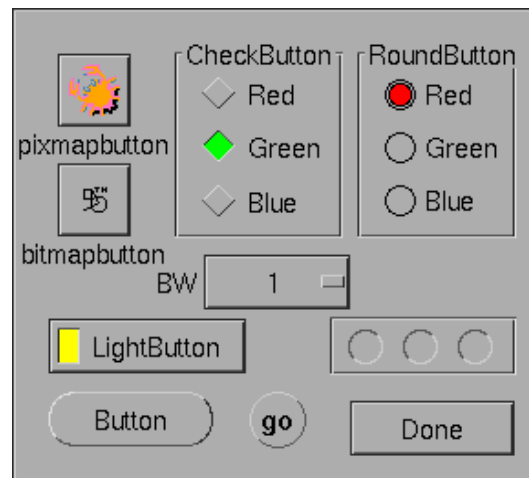 CheckButton
RoundButton
Red
Red
pixmapbutton
Green
Green
Blue
Blue
bitmapbutton
BW
1
LightButton
Button
go
Done